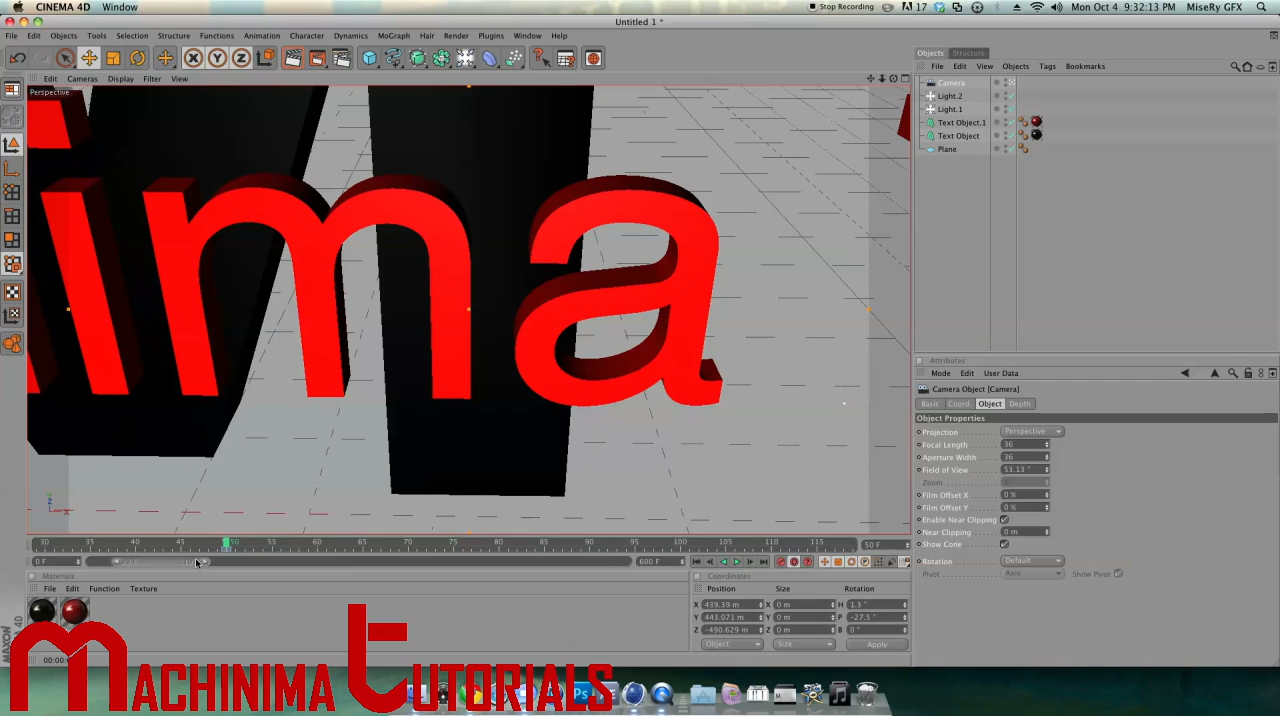 CINEMA 4D Window
Stop Recording 17 Mon Oct 4 9:32:13 PM MiseRy GFX
Untitled 1 *
File Edit Objects Tools Selection Structure Functions Animation Character Dynamics MoGraph Hair Render Plugins Window Help
Edit Cameras Display Filter View
Perspective
ima
Z X
30 35 40 45 50 55 60 65 70 75 80 85 90 95 100 105 110 115 50 F
0 F 600 F
Materials
File Edit Function Texture
Coordinates
Position Size Rotation
X 439.39 m X 0 m H 1.3 °
Y 443.071 m Y 0 m P -27.5 °
Z -490.629 m Z 0 m B 0 °
Object Size Apply
00:00:0
MAXON
Objects Structure
File Edit View Objects Tags Bookmarks
Camera
Light.2
Light.1
Text Object.1
Text Object
Plane
Attributes
Mode Edit User Data
Camera Object [Camera]
Basic Coord. Object Depth
Object Properties
Projection Perspective
Focal Length 36
Aperture Width 36
Field of View 53.13 °
Zoom
Film Offset X 0 %
Film Offset Y 0 %
Enable Near Clipping
Near Clipping 0 m
Show Cone
Rotation Default
Pivot Axis Show Pivot
Machinima Tutorials
Ps